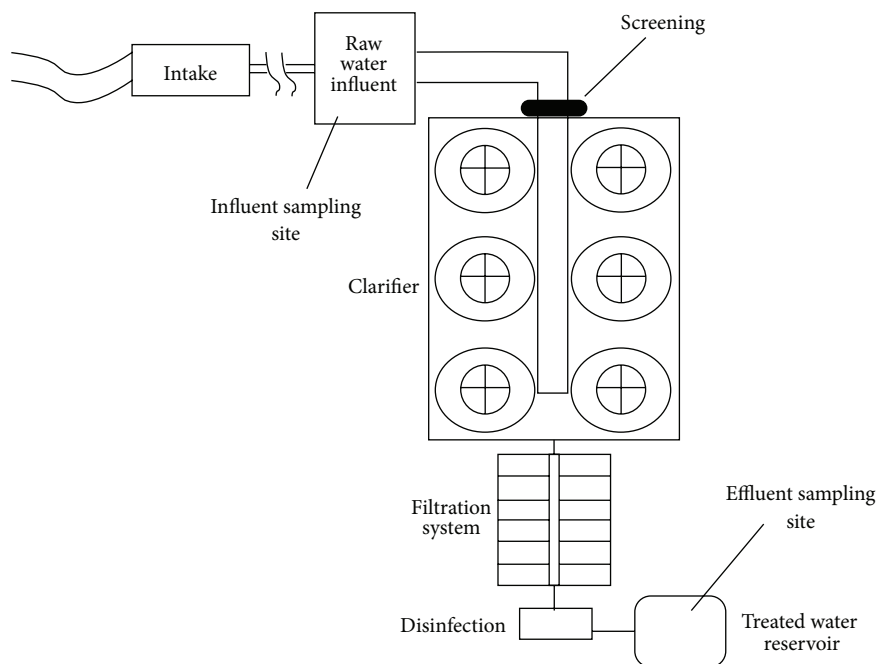 Screening
Raw
water
influent
Intake
Influent sampling
site
Clarifier
Filtration
system
Effluent sampling
site
Disinfection
Treated water
reservoir